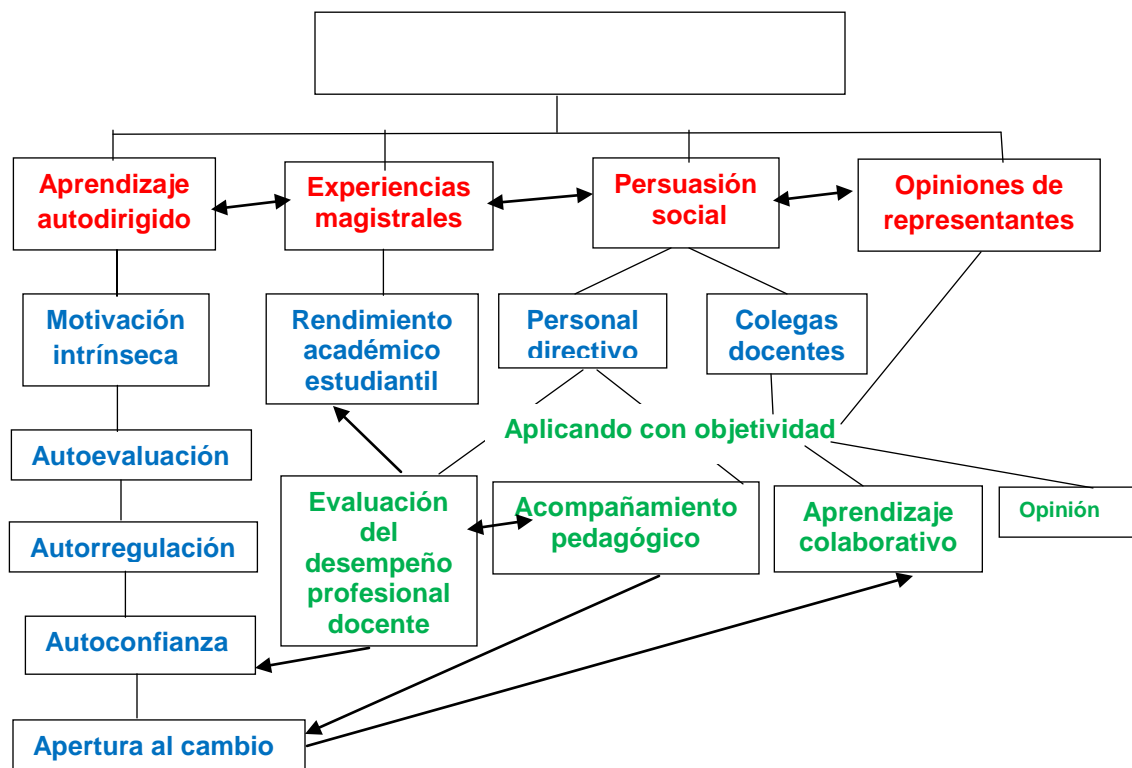 Aprendizaje
autodirigido
Experiencias
magistrales
Persuasión
social
Opiniones de
representantes
Motivación
intrínseca
Rendimiento
académico
estudiantil
Personal
directivo
Colegas
docentes
Aplicando con objetividad
Autoevaluación
Evaluación
del
desempeño
profesional
docente
Acompañamiento
pedagógico
Aprendizaje
colaborativo
Opinión
Autorregulación
Autoconfianza
Apertura al cambio